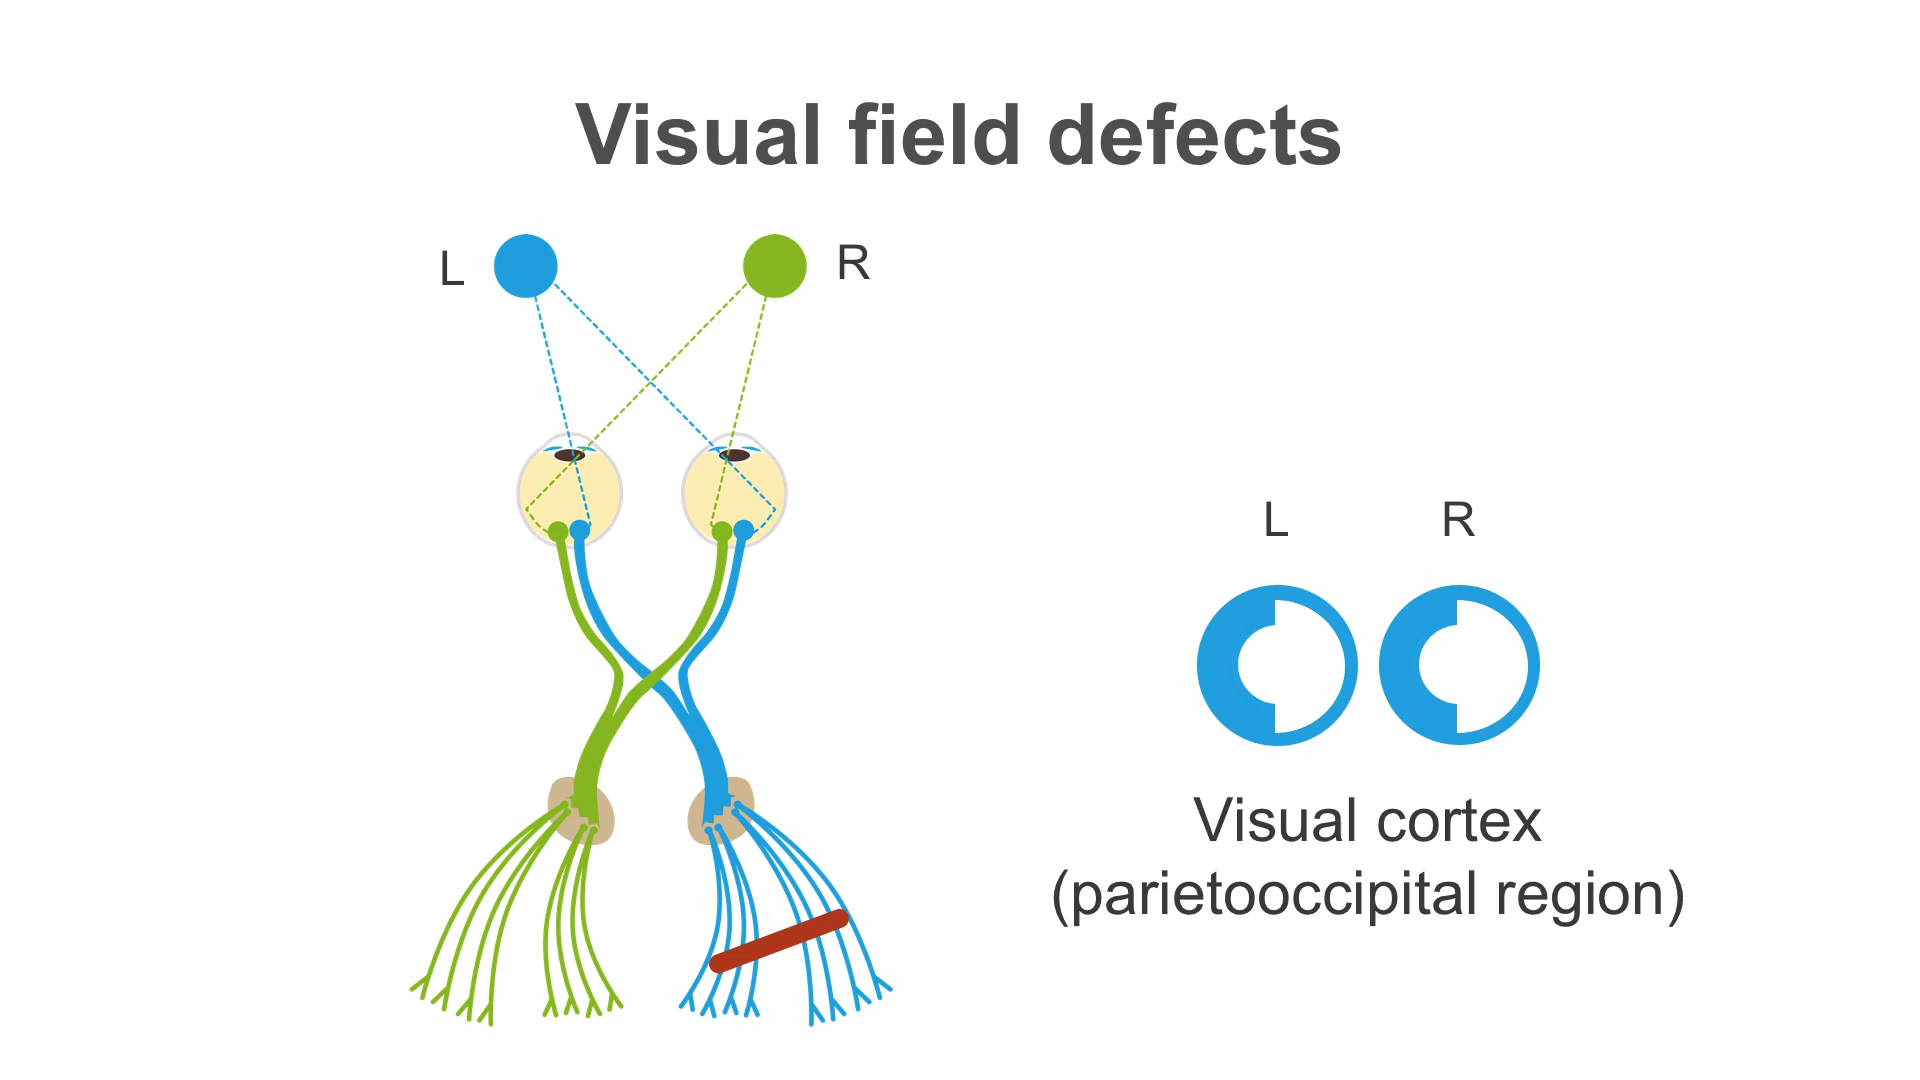 Visual field defects
L R
L R
Visual cortex
(parietooccipital region)